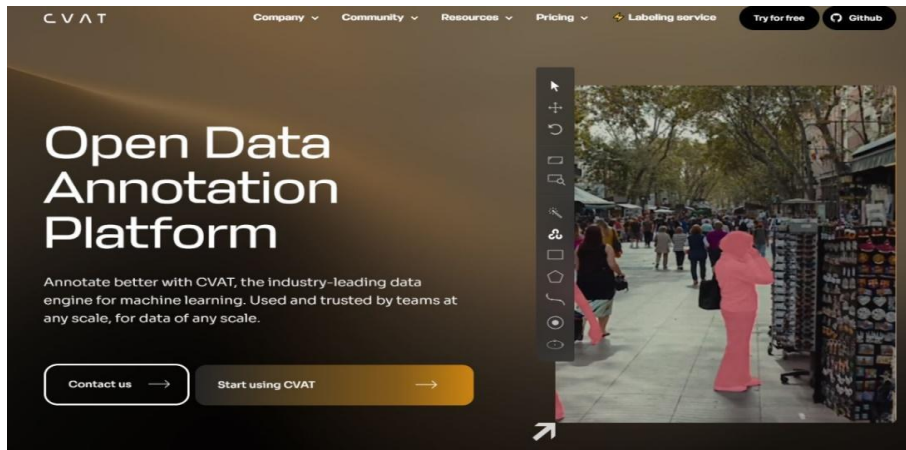 CVAT
Company Community Resources Pricing Labeling service Try for free Github
Open Data
Annotation
Platform
Annotate better with CVAT, the industry-leading data
engine for machine learning. Used and trusted by teams at
any scale, for data of any scale.
Contact us
Start using CVAT